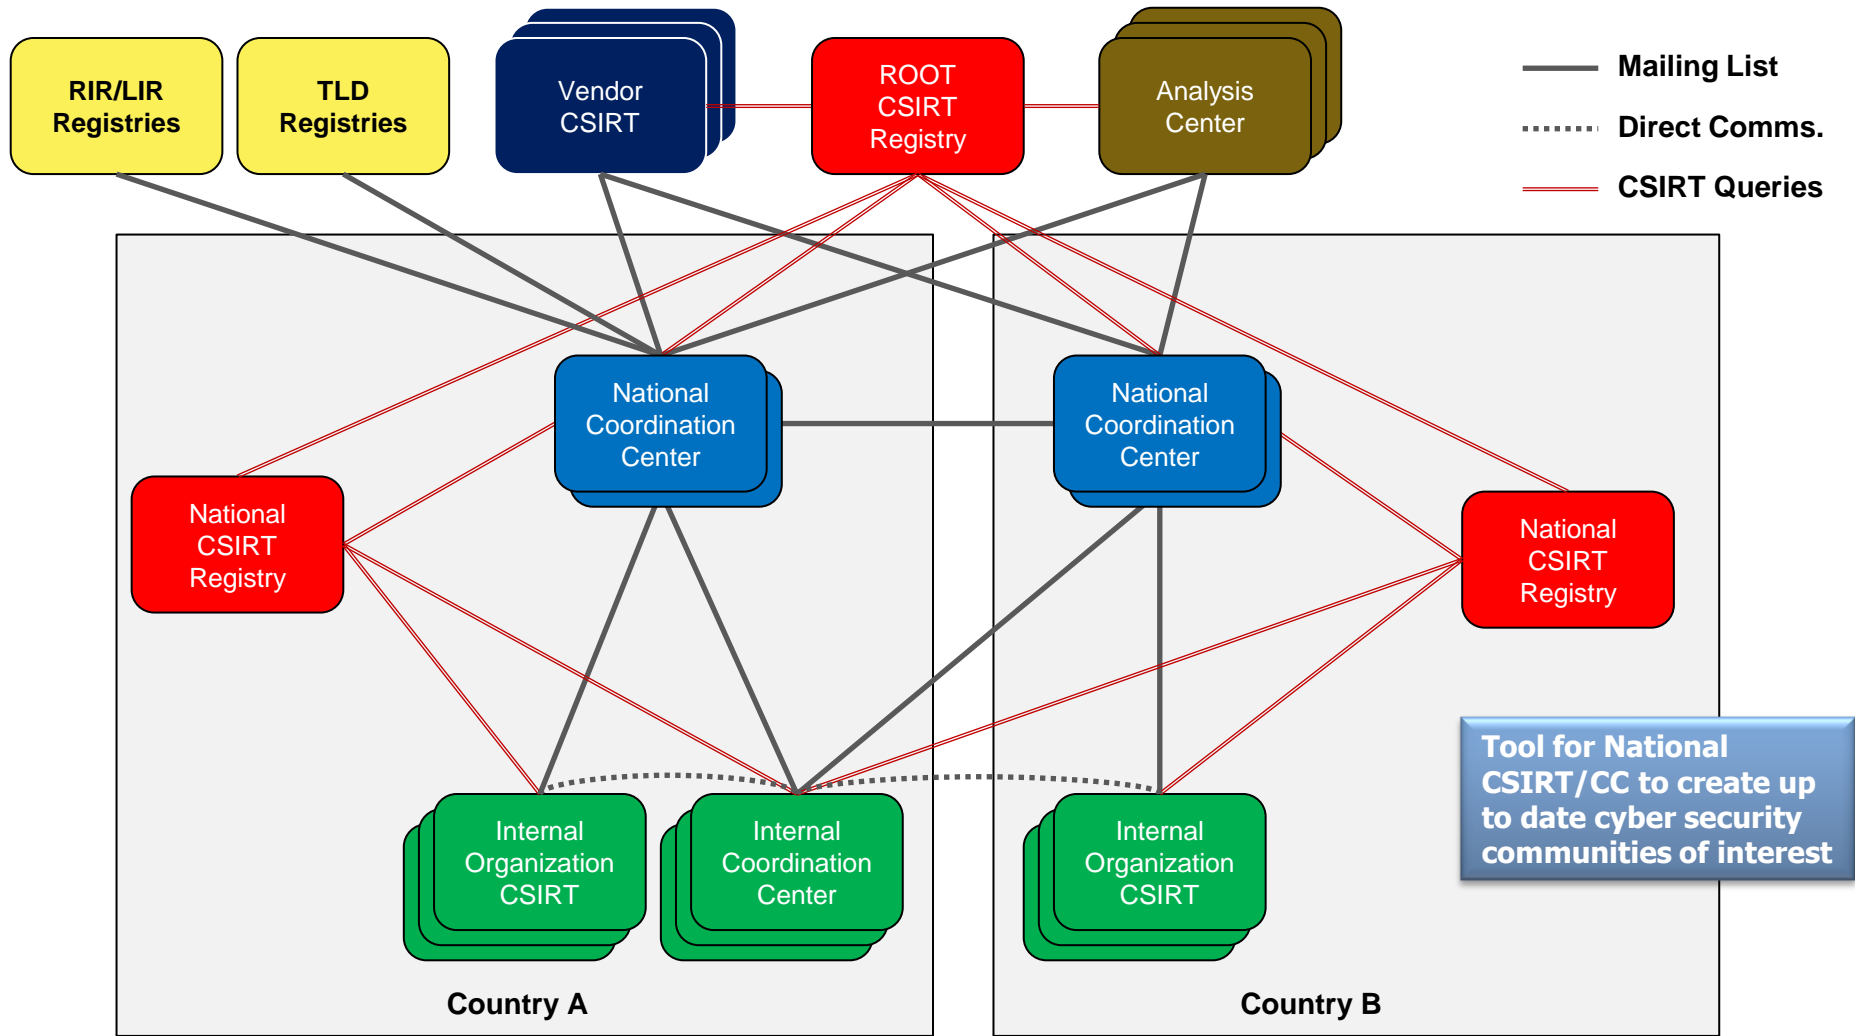 RIR/LIR
Registries
TLD
Registries
Vendor
CSIRT
ROOT
CSIRT
Registry
Analysis
Center
Mailing List
Direct Comms.
CSIRT Queries
National
Coordination
Center
National
Coordination
Center
National
CSIRT
Registry
National
CSIRT
Registry
Internal
Organization
CSIRT
Internal
Coordination
Center
Internal
Organization
CSIRT
Tool for National
CSIRT/CC to create up
to date cyber security
communities of interest
Country A
Country B